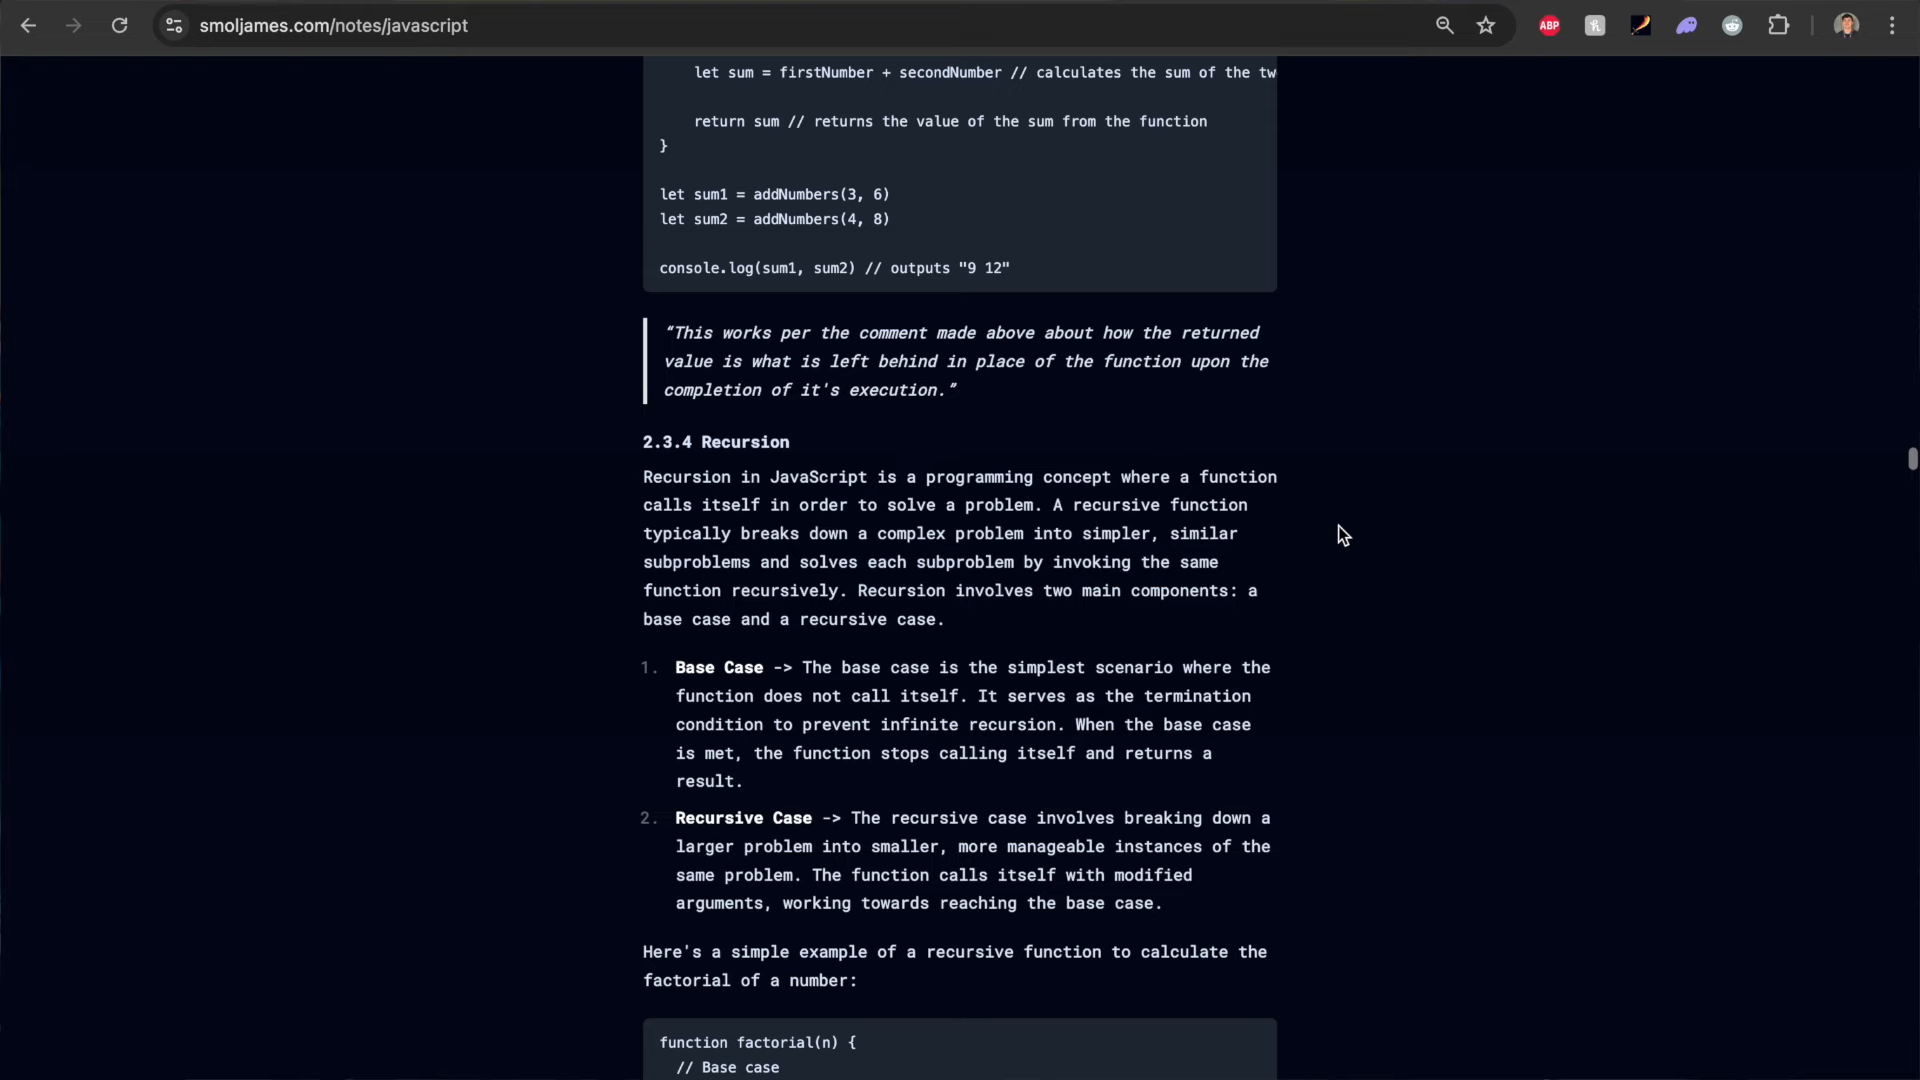 smoljames.com/notes/javascript
ABP
let sum = firstNumber + secondNumber // calculates the sum of the tw
return sum // returns the value of the sum from the function
}
let sum1 = addNumbers(3, 6)
let sum2 = addNumbers(4, 8)
console.log(sum1, sum2) // outputs "9 12"
“This works per the comment made above about how the returned
value is what is left behind in place of the function upon the
completion of it's execution.”
2.3.4 Recursion
Recursion in JavaScript is a programming concept where a function
calls itself in order to solve a problem. A recursive function
typically breaks down a complex problem into simpler, similar
subproblems and solves each subproblem by invoking the same
function recursively. Recursion involves two main components: a
base case and a recursive case.
1. Base Case -> The base case is the simplest scenario where the
function does not call itself. It serves as the termination
condition to prevent infinite recursion. When the base case
is met, the function stops calling itself and returns a
result.
2. Recursive Case -> The recursive case involves breaking down a
larger problem into smaller, more manageable instances of the
same problem. The function calls itself with modified
arguments, working towards reaching the base case.
Here's a simple example of a recursive function to calculate the
factorial of a number:
function factorial(n) {
// Base case